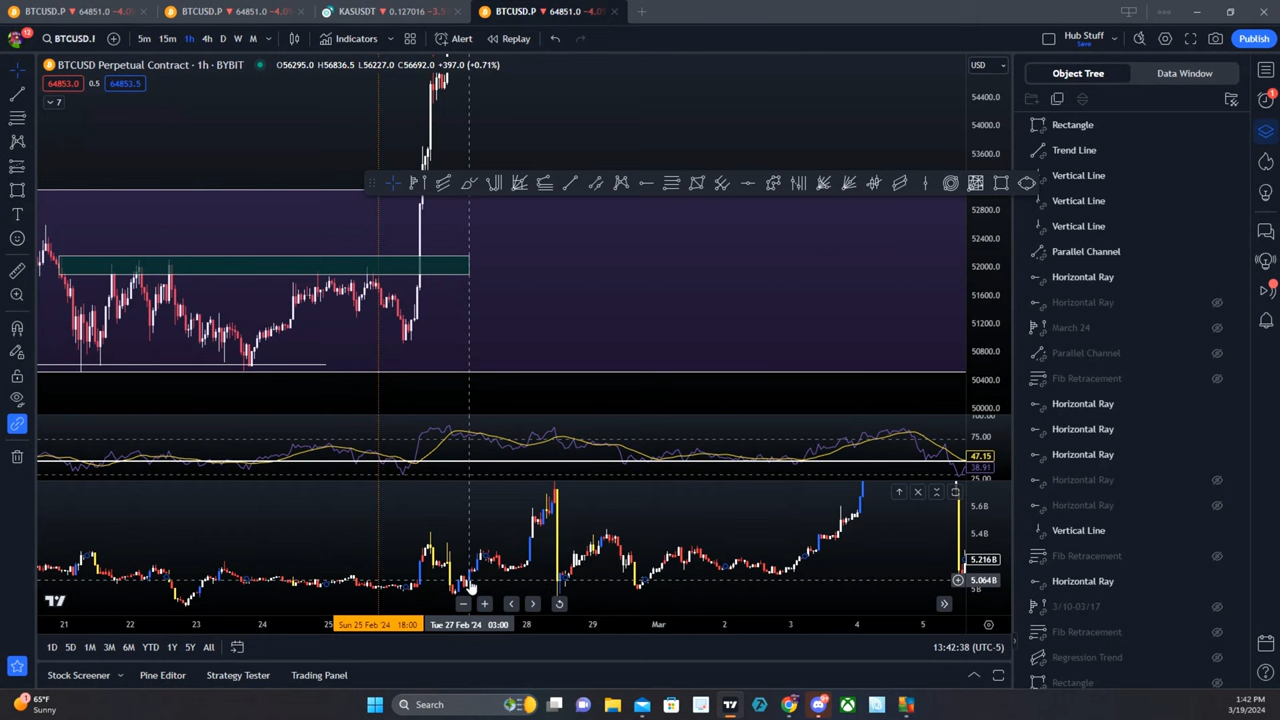 BTCUSD.P ▼ 64851.0 -4.0%
BTCUSD.P ▼ 64851.0 -4.0%
KASUSDT ▼ 0.127016 -3.5
BTCUSD.P ▼ 64851.0 -4.0%
12
BTCUSD.P
5m 15m 1h 4h D W M
Indicators
Alert
Replay
Hub Stuff
Save
Publish
BTCUSD Perpetual Contract · 1h · BYBIT
O56295.0 H56836.5 L56227.0 C56692.0 +397.0 (+0.71%)
USD
64853.0 0.5 64853.5
7
54400.0
54000.0
53600.0
52800.0
52400.0
52000.0
51600.0
51200.0
50800.0
50400.0
50000.0
100.00
75.00
47.15
38.91
25.00
5.6B
5.4B
5.216B
5.064B
5B
21 22 23 24 25 Sun 25 Feb '24 18:00 Tue 27 Feb '24 03:00 28 29 Mar 2 3 4 5
1D 5D 1M 3M 6M YTD 1Y 5Y All
13:42:38 (UTC-5)
Stock Screener
Pine Editor
Strategy Tester
Trading Panel
Object Tree
Data Window
Rectangle
Trend Line
Vertical Line
Vertical Line
Vertical Line
Parallel Channel
Horizontal Ray
Horizontal Ray
March 24
Parallel Channel
Fib Retracement
Horizontal Ray
Horizontal Ray
Horizontal Ray
Horizontal Ray
Horizontal Ray
Vertical Line
Fib Retracement
Horizontal Ray
3/10-03/17
Fib Retracement
Regression Trend
Rectangle
65°F
Sunny
Search
1:42 PM
3/19/2024